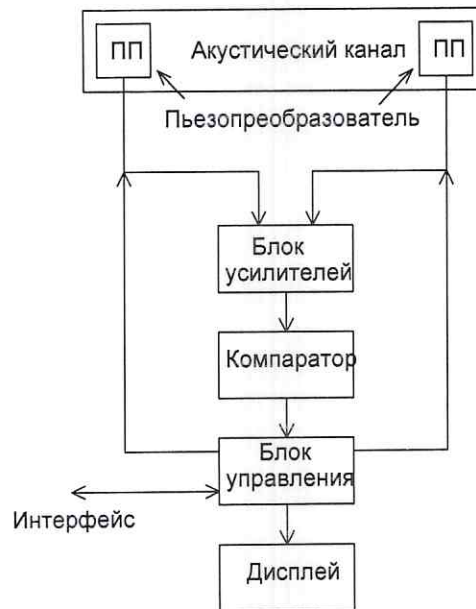 ПП Акустический канал ПП
Пьезопреобразователь
Блок
усилителей
Компаратор
Блок
управления
Интерфейс
Дисплей